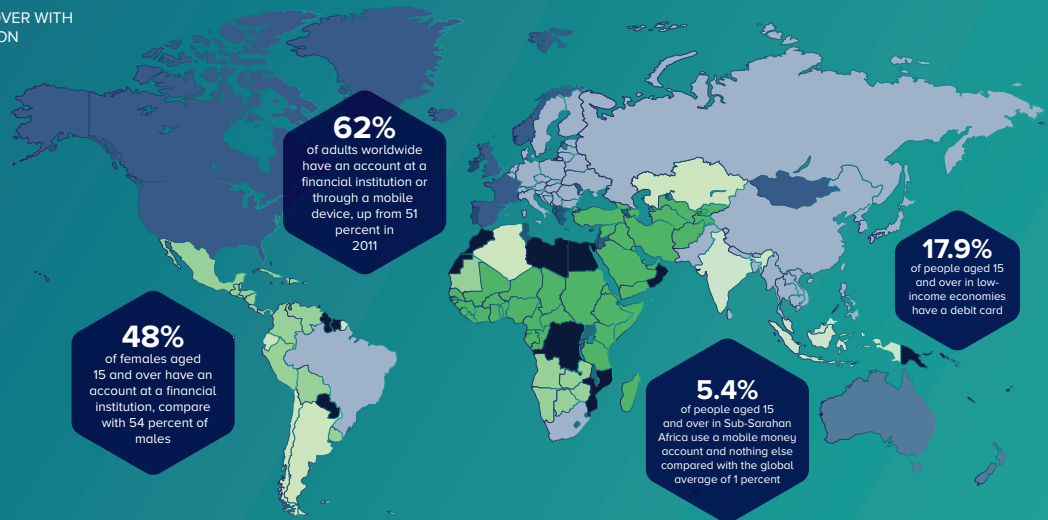 OVER WITH
ON
62%
of adults worldwide
have an account at a
financial institution or
through a mobile
device, up from 51
percent in
2011
17.9%
of people aged 15
and over in low-
income economies
have a debit card
48%
of females aged
15 and over have an
account at a financial
institution, compare
with 54 percent of
males
5.4%
of people aged 15
and over in Sub-Sarahan
Africa use a mobile money
account and nothing else
compared with the global
average of 1 percent